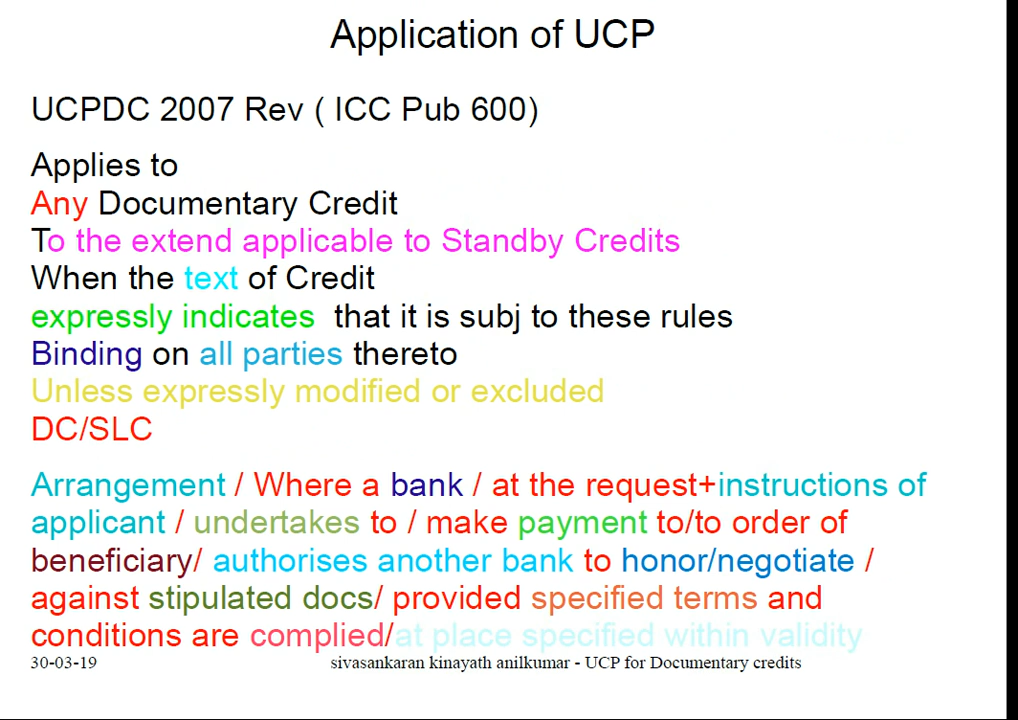 Application of UCP
UCPDC 2007 Rev ( ICC Pub 600)
Applies to
Any Documentary Credit
To the extend applicable to Standby Credits
When the text of Credit
expressly indicates that it is subj to these rules
Binding on all parties thereto
Unless expressly modified or excluded
DC/SLC
Arrangement / Where a bank / at the request+instructions of
applicant / undertakes to / make payment to/to order of
beneficiary/ authorises another bank to honor/negotiate /
against stipulated docs/ provided specified terms and
conditions are complied/at place specified within validity
30-03-19 sivasankaran kinayath anilkumar - UCP for Documentary credits